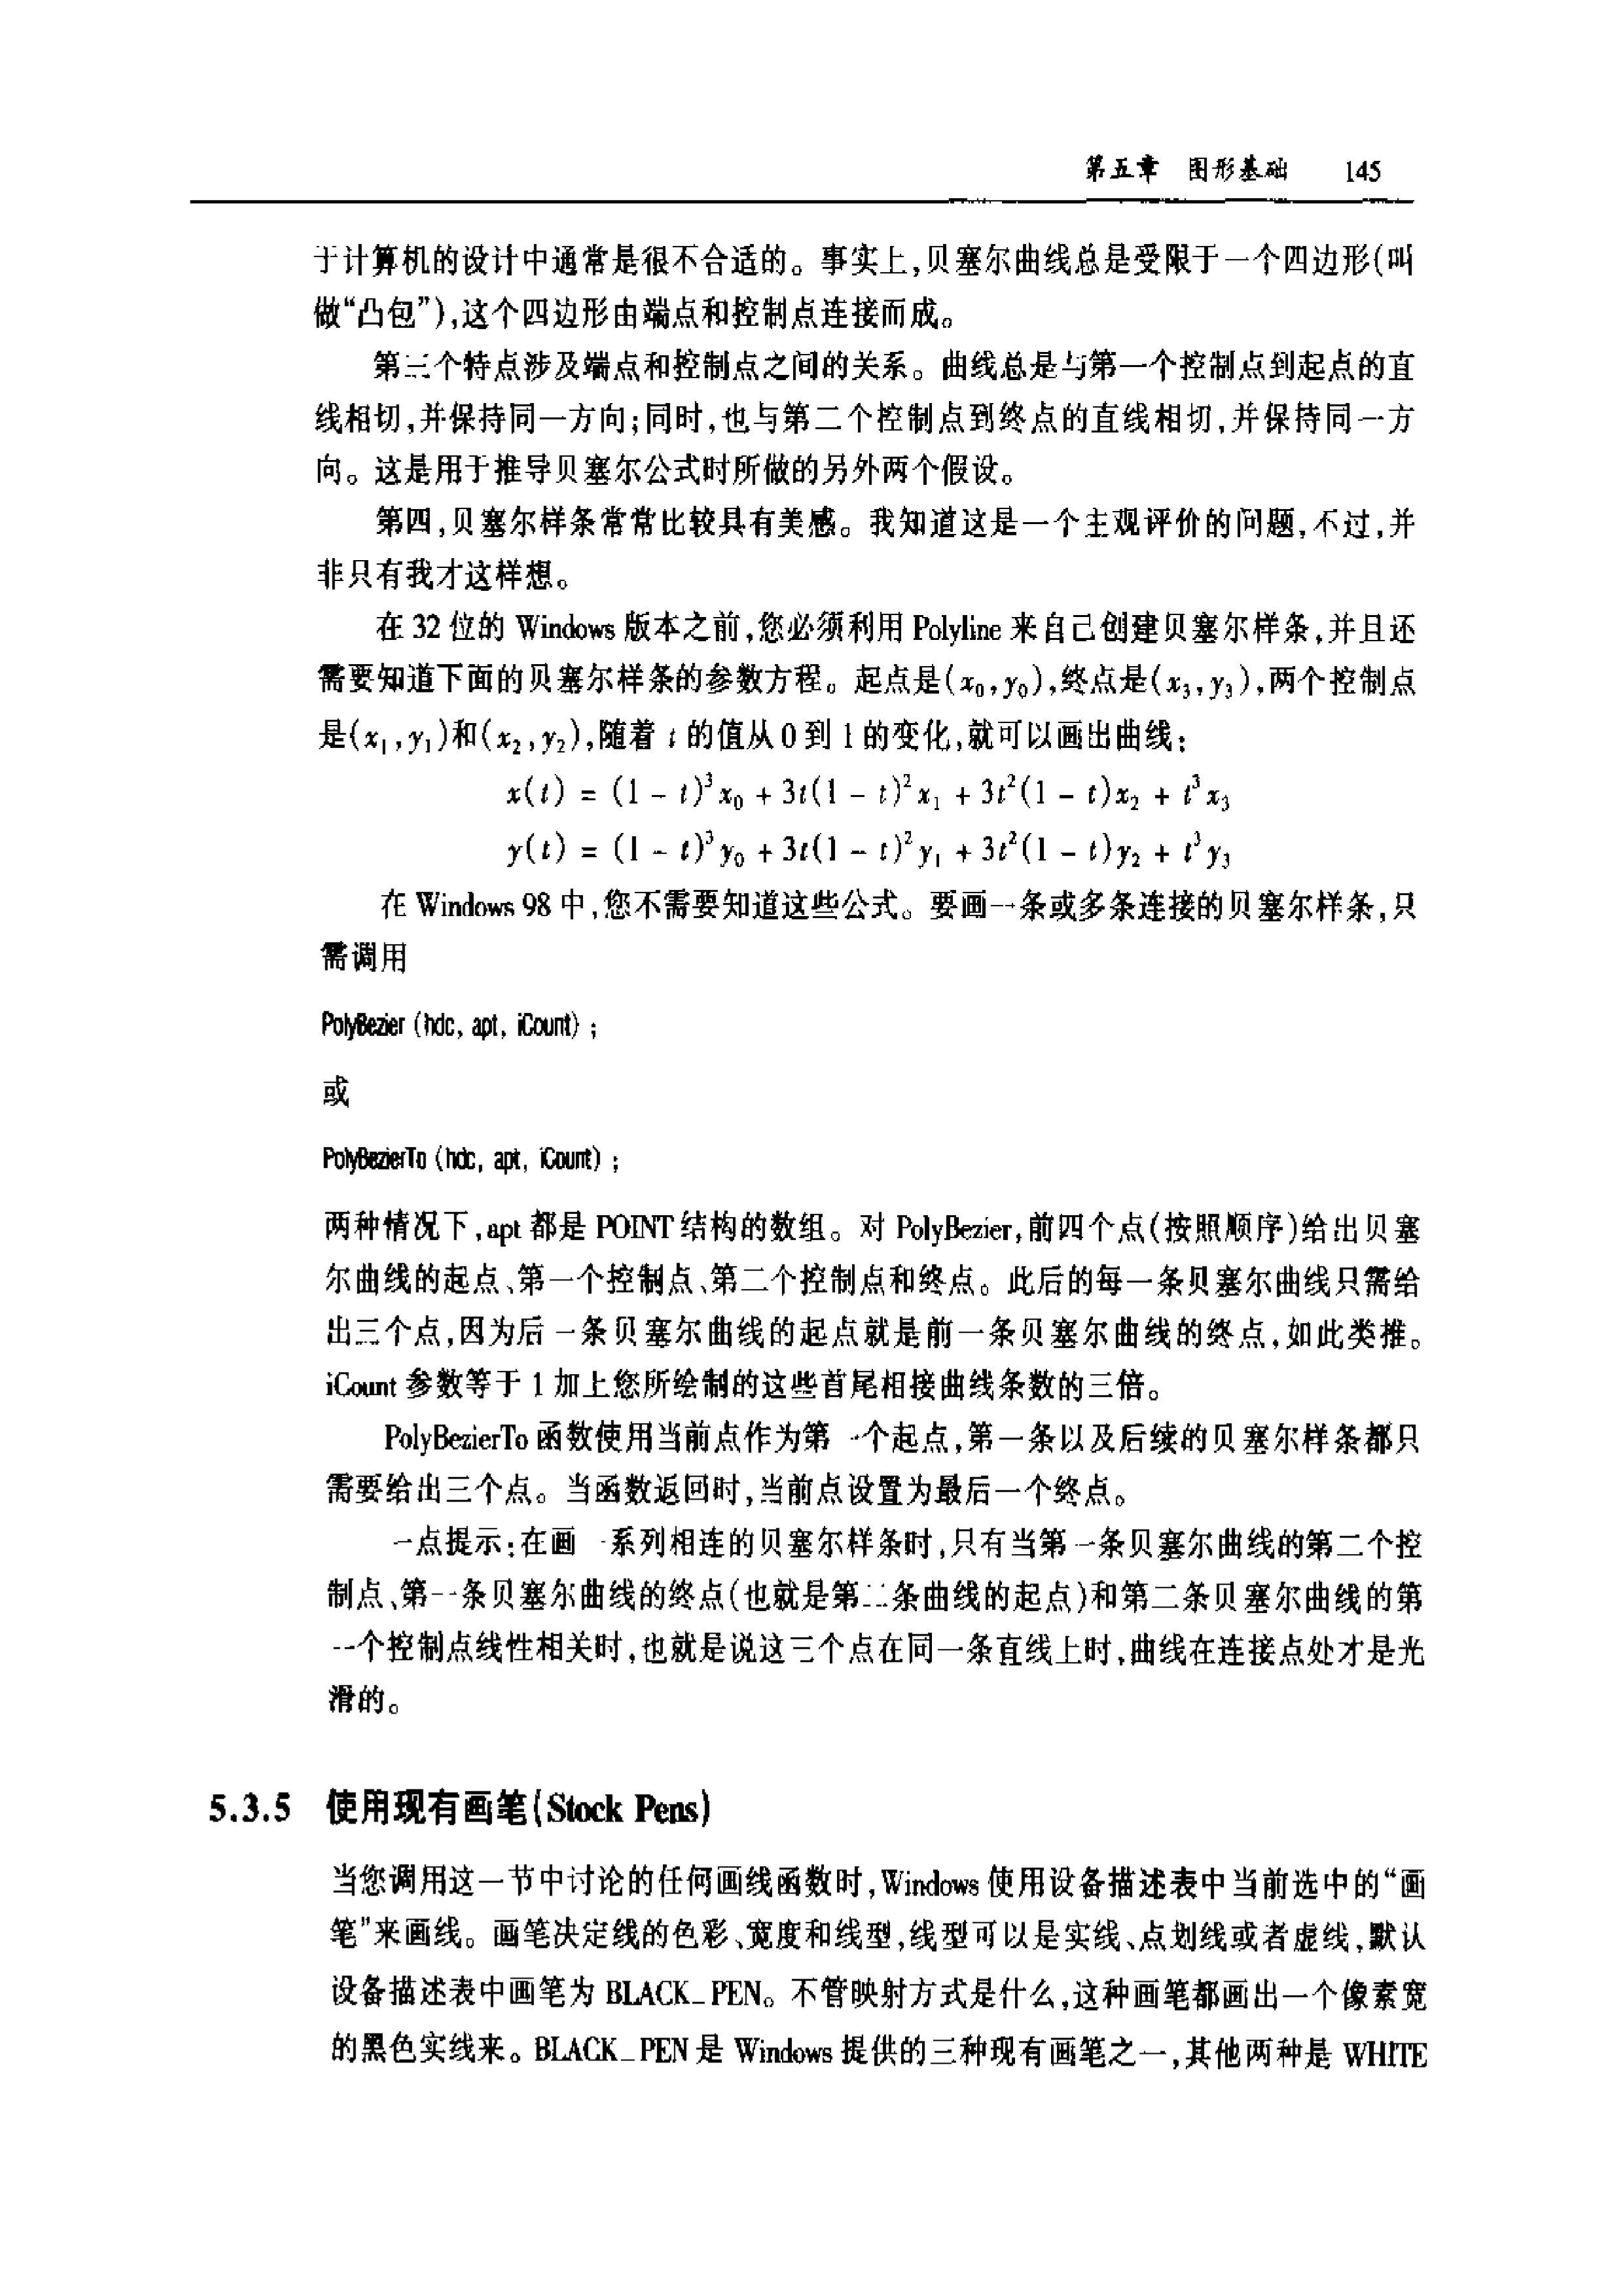 第五章 图形基础 145
于计算机的设计中通常是很不合适的。事实上,贝塞尔曲线总是受限于一个四边形(叫
做“凸包”),这个四边形由端点和控制点连接而成。
第三个特点涉及端点和控制点之间的关系。曲线总是与第一个控制点到起点的直
线相切,并保持同一方向;同时,也与第二个控制点到终点的直线相切,并保持同一方
向。这是用于推导贝塞尔公式时所做的另外两个假设。
第四,贝塞尔样条常常比较具有美感。我知道这是一个主观评价的问题,不过,并
非只有我才这样想。
在 32 位的 Windows 版本之前,您必须利用 Polyline 来自己创建贝塞尔样条,并且还
需要知道下面的贝塞尔样条的参数方程。起点是(x₀,y₀),终点是(x₃,y₃),两个控制点
是(x₁,y₁)和(x₂,y₂),随着 t 的值从 0 到 1 的变化,就可以画出曲线:
x(t) = (1 - t)³x₀ + 3t(1 - t)²x₁ + 3t²(1 - t)x₂ + t³x₃
y(t) = (1 - t)³y₀ + 3t(1 - t)²y₁ + 3t²(1 - t)y₂ + t³y₃
在 Windows 98 中,您不需要知道这些公式。要画一条或多条连接的贝塞尔样条,只
需调用
PolyBezier (hdc, apt, iCount) ;
或
PolyBezierTo (hdc, apt, iCount) ;
两种情况下,apt 都是 POINT 结构的数组。对 PolyBezier,前四个点(按照顺序)给出贝塞
尔曲线的起点、第一个控制点、第二个控制点和终点。此后的每一条贝塞尔曲线只需给
出三个点,因为后一条贝塞尔曲线的起点就是前一条贝塞尔曲线的终点,如此类推。
iCount 参数等于 1 加上您所绘制的这些首尾相接曲线条数的三倍。
PolyBezierTo 函数使用当前点作为第一个起点,第一条以及后续的贝塞尔样条都只
需要给出三个点。当函数返回时,当前点设置为最后一个终点。
一点提示:在画一系列相连的贝塞尔样条时,只有当第一条贝塞尔曲线的第二个控
制点、第一条贝塞尔曲线的终点(也就是第二条曲线的起点)和第二条贝塞尔曲线的第
一个控制点线性相关时,也就是说这三个点在同一条直线上时,曲线在连接点处才是光
滑的。
5.3.5 使用现有画笔(Stock Pens)
当您调用这一节中讨论的任何画线函数时,Windows 使用设备描述表中当前选中的“画
笔”来画线。画笔决定线的色彩、宽度和线型,线型可以是实线、点划线或者虚线,默认
设备描述表中画笔为 BLACK_PEN。不管映射方式是什么,这种画笔都画出一个像素宽
的黑色实线来。BLACK_PEN 是 Windows 提供的三种现有画笔之一,其他两种是 WHITE